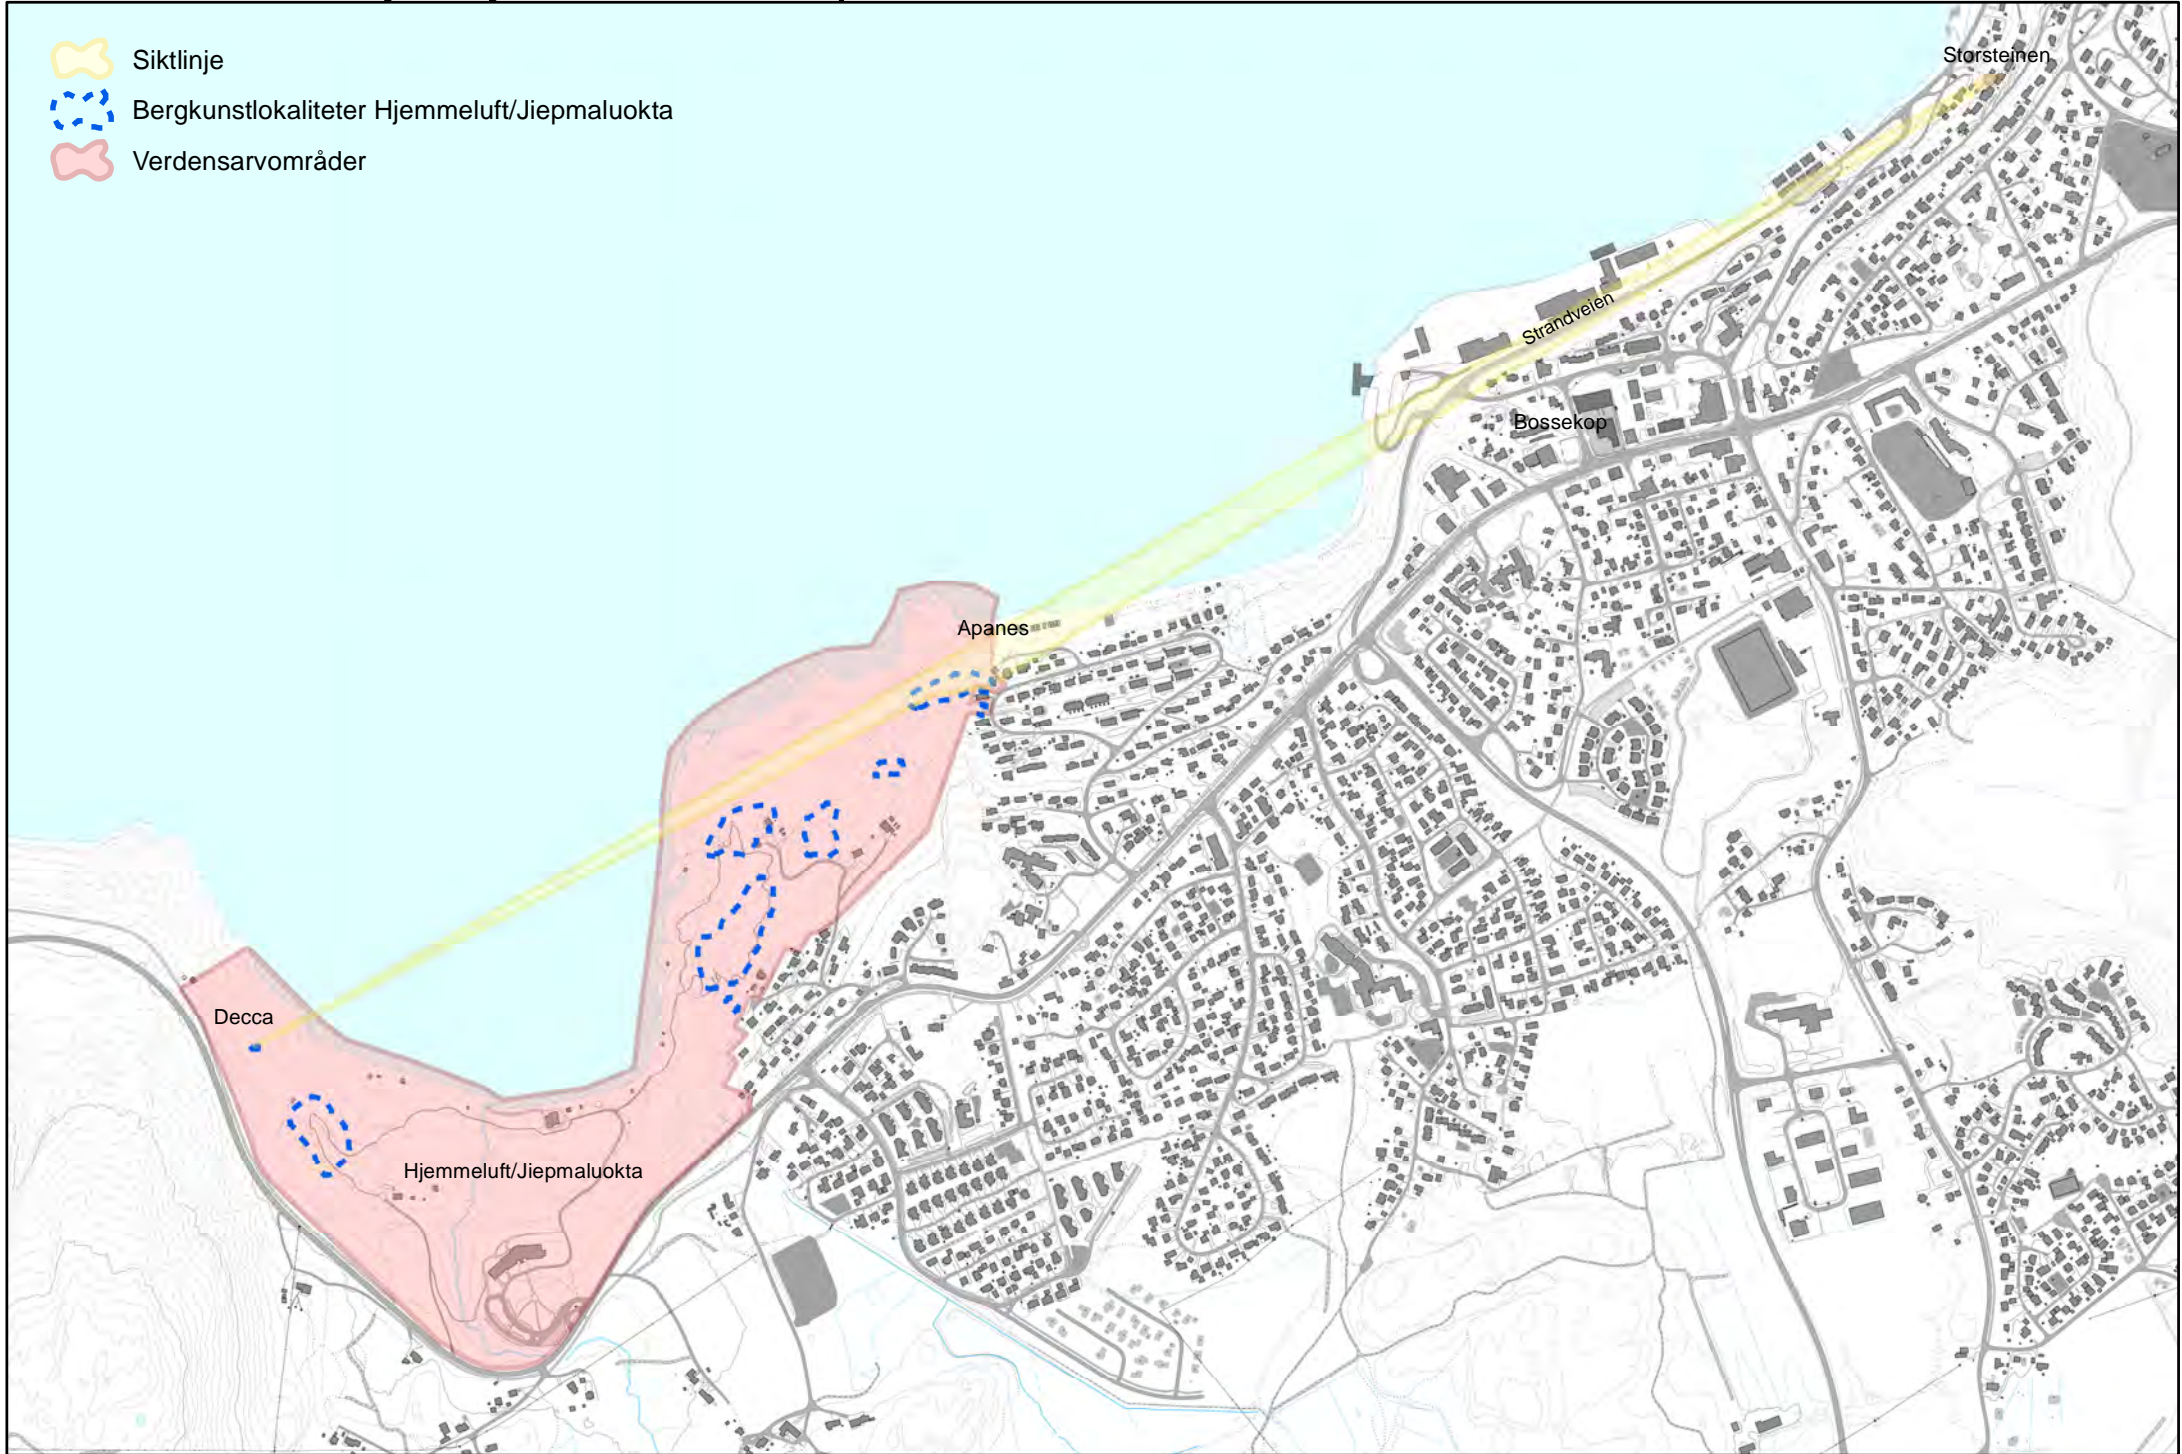 Siktlinje
Bergkunstlokaliteter Hjemmeluft/Jiepmaluokta
Verdensarvområder
Storsteinen
Strandveien
Bossekop
Apanes
Decca
Hjemmeluft/Jiepmaluokta